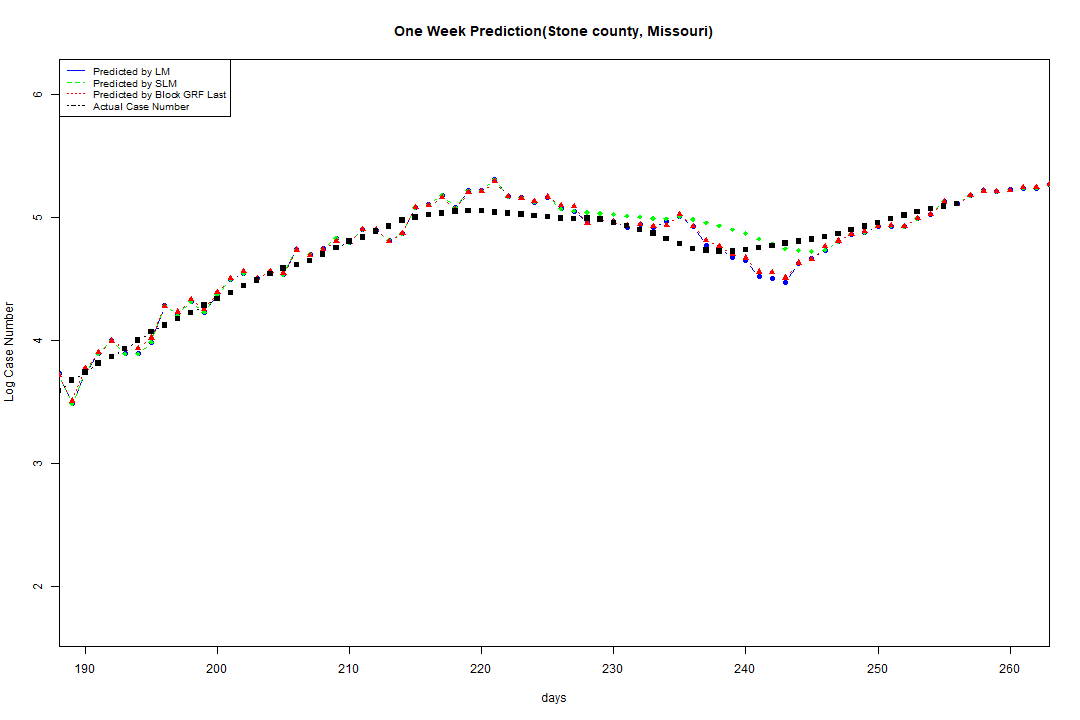 One Week Prediction(Stone county, Missouri)
Predicted by LM
Predicted by SLM
Predicted by Block GRF Last
Actual Case Number
6
5
4
3
2
Log Case Number
190 200 210 220 230 240 250 260
days